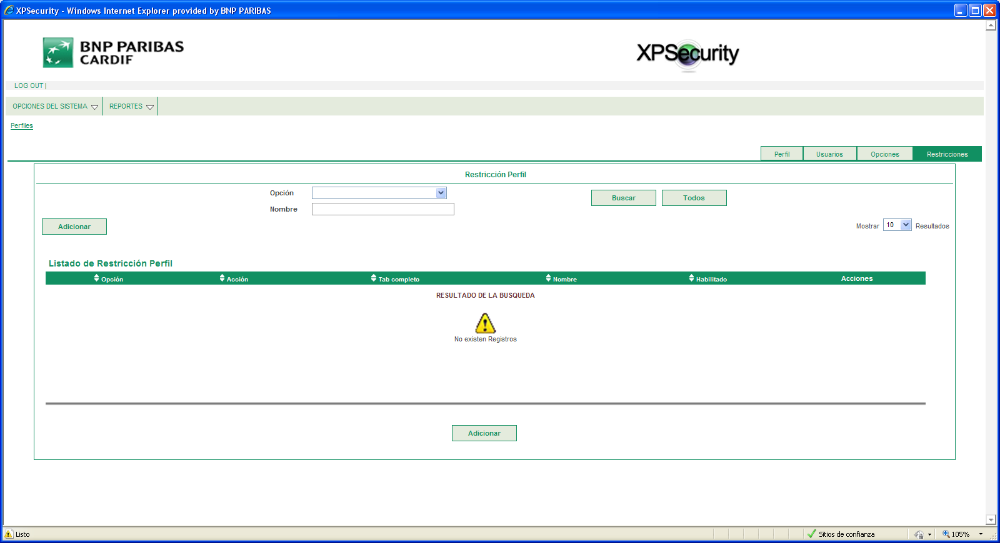 XPSecurity - Windows Internet Explorer provided by BNP PARIBAS
BNP PARIBAS
CARDIF
XPSecurity
LOG OUT |
OPCIONES DEL SISTEMA
REPORTES
Perfiles
Perfil
Usuarios
Opciones
Restricciones
Restricción Perfil
Opción
Buscar
Todos
Nombre
Adicionar
Mostrar 10 Resultados
Listado de Restricción Perfil
Opción
Acción
Tab completo
Nombre
Habilitado
Acciones
RESULTADO DE LA BUSQUEDA
No existen Registros
Adicionar
Listo
Sitios de confianza
105%